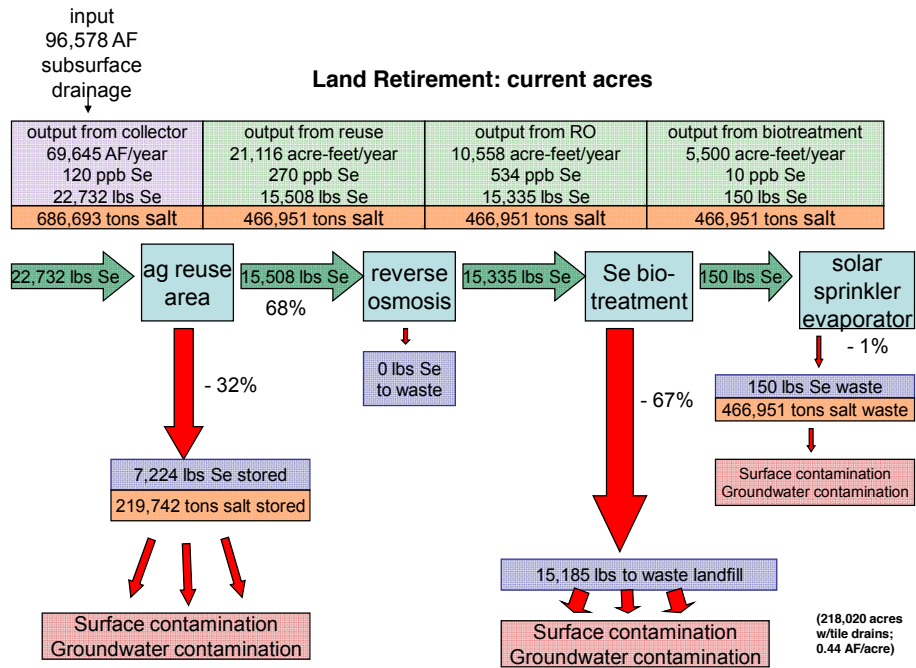 input
96,578 AF
subsurface
drainage
Land Retirement: current acres
output from collector
69,645 AF/year
120 ppb Se
22,732 lbs Se
686,693 tons salt
output from reuse
21,116 acre-feet/year
270 ppb Se
15,508 lbs Se
466,951 tons salt
output from RO
10,558 acre-feet/year
534 ppb Se
15,335 lbs Se
466,951 tons salt
output from biotreatment
5,500 acre-feet/year
10 ppb Se
150 lbs Se
466,951 tons salt
22,732 lbs Se
ag reuse
area
15,508 lbs Se
68%
reverse
osmosis
15,335 lbs Se
Se bio-
treatment
150 lbs Se
solar
sprinkler
evaporator
- 32%
0 lbs Se
to waste
- 67%
- 1%
150 lbs Se waste
466,951 tons salt waste
Surface contamination
Groundwater contamination
7,224 lbs Se stored
219,742 tons salt stored
Surface contamination
Groundwater contamination
15,185 lbs to waste landfill
Surface contamination
Groundwater contamination
(218,020 acres
w/tile drains;
0.44 AF/acre)